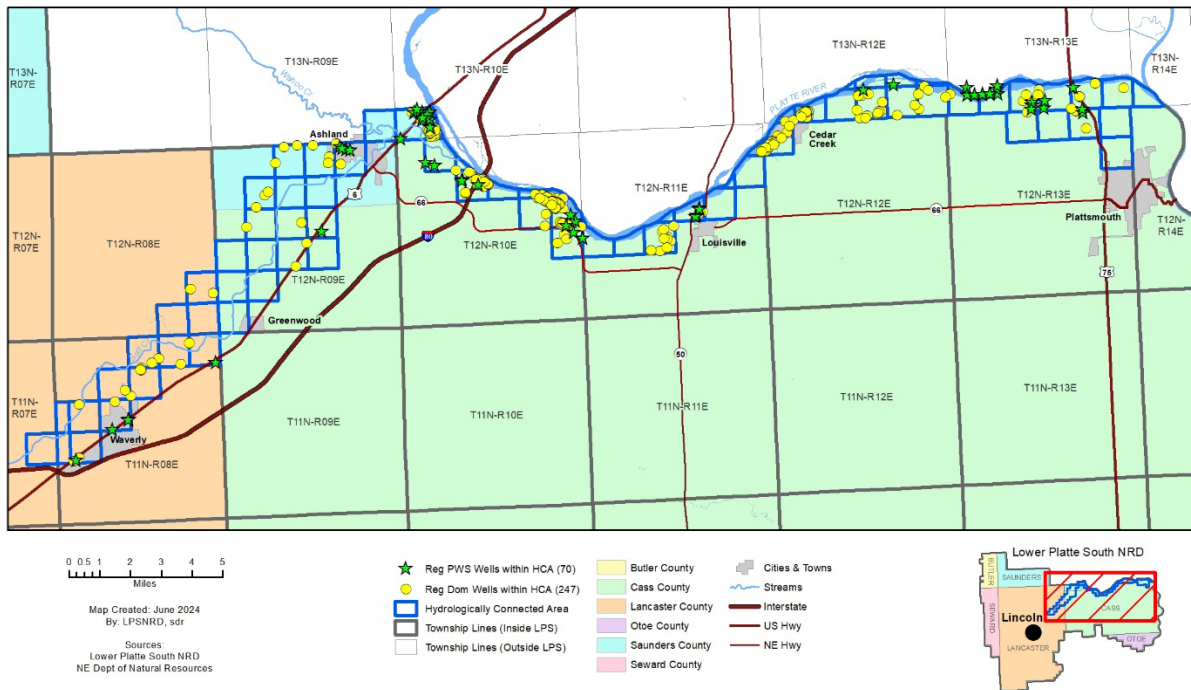 T13N-
R07E
T13N-R09E
Wahoo Cr
T13N-R10E
T13N-R12E
T13N-R13E
T13N-
R14E
PLATTE RIVER
Ashland
Cedar
Creek
6
66
T12N-R11E
T12N-R13E
T12N-R12E
66
Plattsmouth
T12N-
R14E
T12N-
R07E
T12N-R08E
80
T12N-R10E
Louisville
T12N-R09E
75
Greenwood
50
T11N-
R07E
T11N-R09E
T11N-R10E
T11N-R11E
T11N-R12E
T11N-R13E
Waverly
T11N-R08E
0 0.5 1 2 3 4 5
Miles
Map Created: June 2024
By: LPSNRD, sdr
Sources:
Lower Platte South NRD
NE Dept of Natural Resources
Reg PWS Wells within HCA (70)
Reg Dom Wells within HCA (247)
Hydrologically Connected Area
Township Lines (Inside LPS)
Township Lines (Outside LPS)
Butler County
Cass County
Lancaster County
Otoe County
Saunders County
Seward County
Cities & Towns
Streams
Interstate
US Hwy
NE Hwy
Lower Platte South NRD
BUTLER
SAUNDERS
SEWARD
CASS
Lincoln
LANCASTER
OTOE